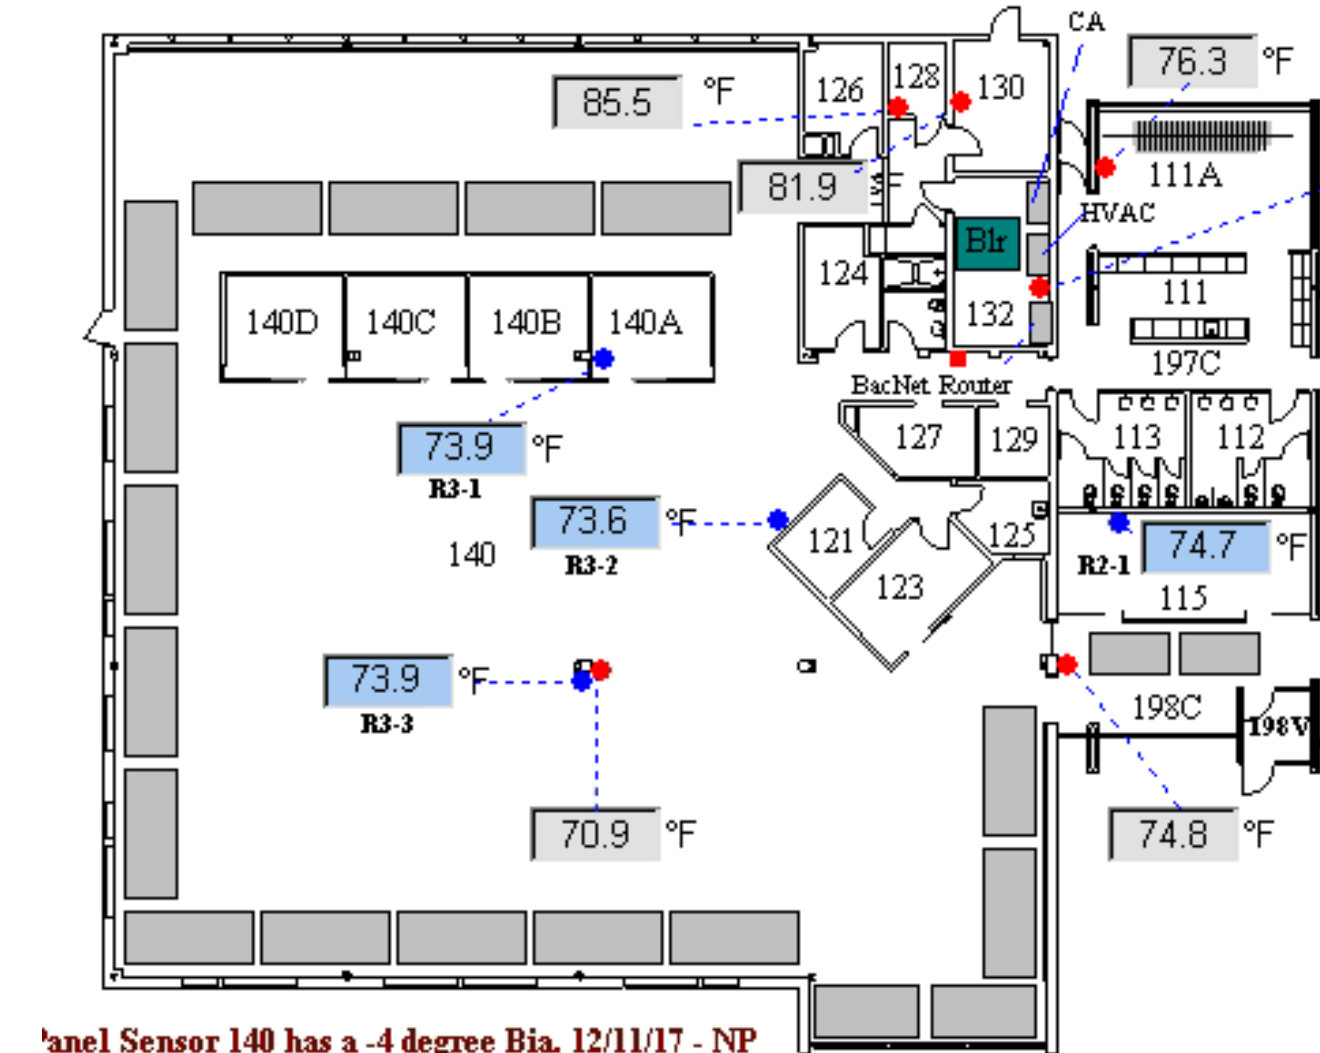 CA
76.3 °F
85.5 °F
126
128
130
111A
81.9 °F
HVAC
Blr
124
132
111
140D
140C
140B
140A
197C
BacNet Router
127
129
113
112
73.9 °F
R3-1
73.6 °F
R3-2
140
121
125
123
R2-1
74.7 °F
115
73.9 °F
R3-3
198C
198V
70.9 °F
74.8 °F
Panel Sensor 140 has a -4 degree Bia. 12/11/17 - NP